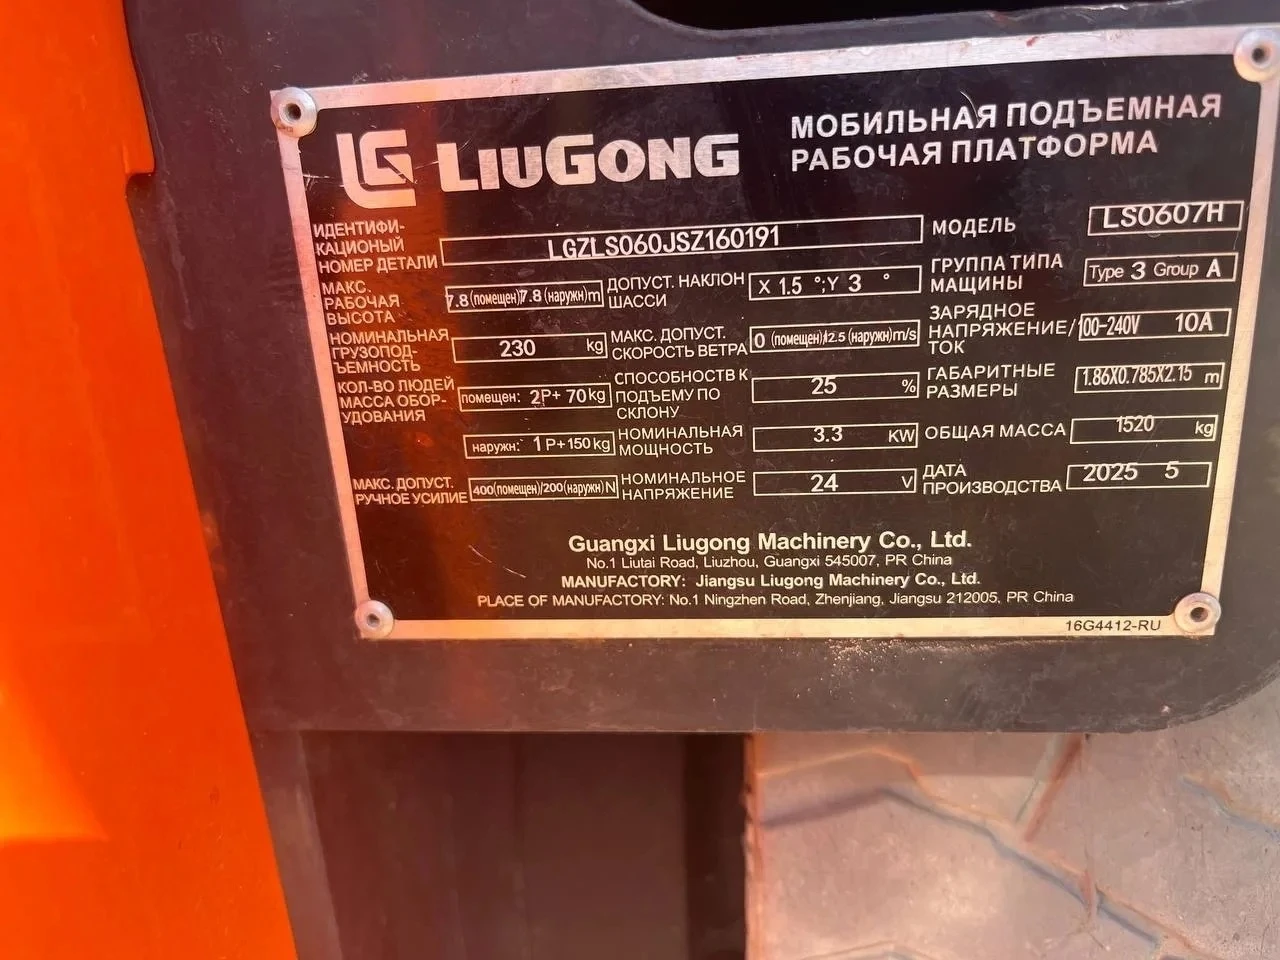 LG LIUGONG
МОБИЛЬНАЯ ПОДЪЕМНАЯ
РАБОЧАЯ ПЛАТФОРМА
ИДЕНТИФИ-
КАЦИОНЫЙ
НОМЕР ДЕТАЛИ
LGZLS060JSZ160191
МОДЕЛЬ
LS0607H
МАКС.
РАБОЧАЯ
ВЫСОТА
7.8(помещен)/7.8(наружн)m
ДОПУСТ. НАКЛОН
ШАССИ
X 1.5 °;Y 3 °
ГРУППА ТИПА
МАЩИНЫ
Type 3 Group A
НОМИНАЛЬНАЯ
ГРУЗОПОД-
ЪЕМНОСТЬ
230 kg
МАКС. ДОПУСТ.
СКОРОСТЬ ВЕТРА
0 (помещен)/12.5 (наружн)m/s
ЗАРЯДНОЕ
НАПРЯЖЕНИЕ/
ТОК
100-240V 10A
КОЛ-ВО ЛЮДЕЙ
МАССА ОБОР-
УДОВАНИЯ
помещен: 2P+ 70kg
СПОСОБНОСТЬ К
ПОДЪЕМУ ПО
СКЛОНУ
25 %
ГАБАРИТНЫЕ
РАЗМЕРЫ
1.86X0.785X2.15 m
наружн: 1P+150kg
НОМИНАЛЬНАЯ
МОЩНОСТЬ
3.3 KW
ОБЩАЯ МАССА
1520 kg
МАКС. ДОПУСТ.
РУЧНОЕ УСИЛИЕ
400(помещен)/200(наружн)N
НОМИНАЛЬНОЕ
НАПРЯЖЕНИЕ
24 V
ДАТА
ПРОИЗВОДСТВА
2025 5
Guangxi Liugong Machinery Co., Ltd.
No.1 Liutai Road, Liuzhou, Guangxi 545007, PR China
MANUFACTORY: Jiangsu Liugong Machinery Co., Ltd.
PLACE OF MANUFACTORY: No.1 Ningzhen Road, Zhenjiang, Jiangsu 212005, PR China
16G4412-RU